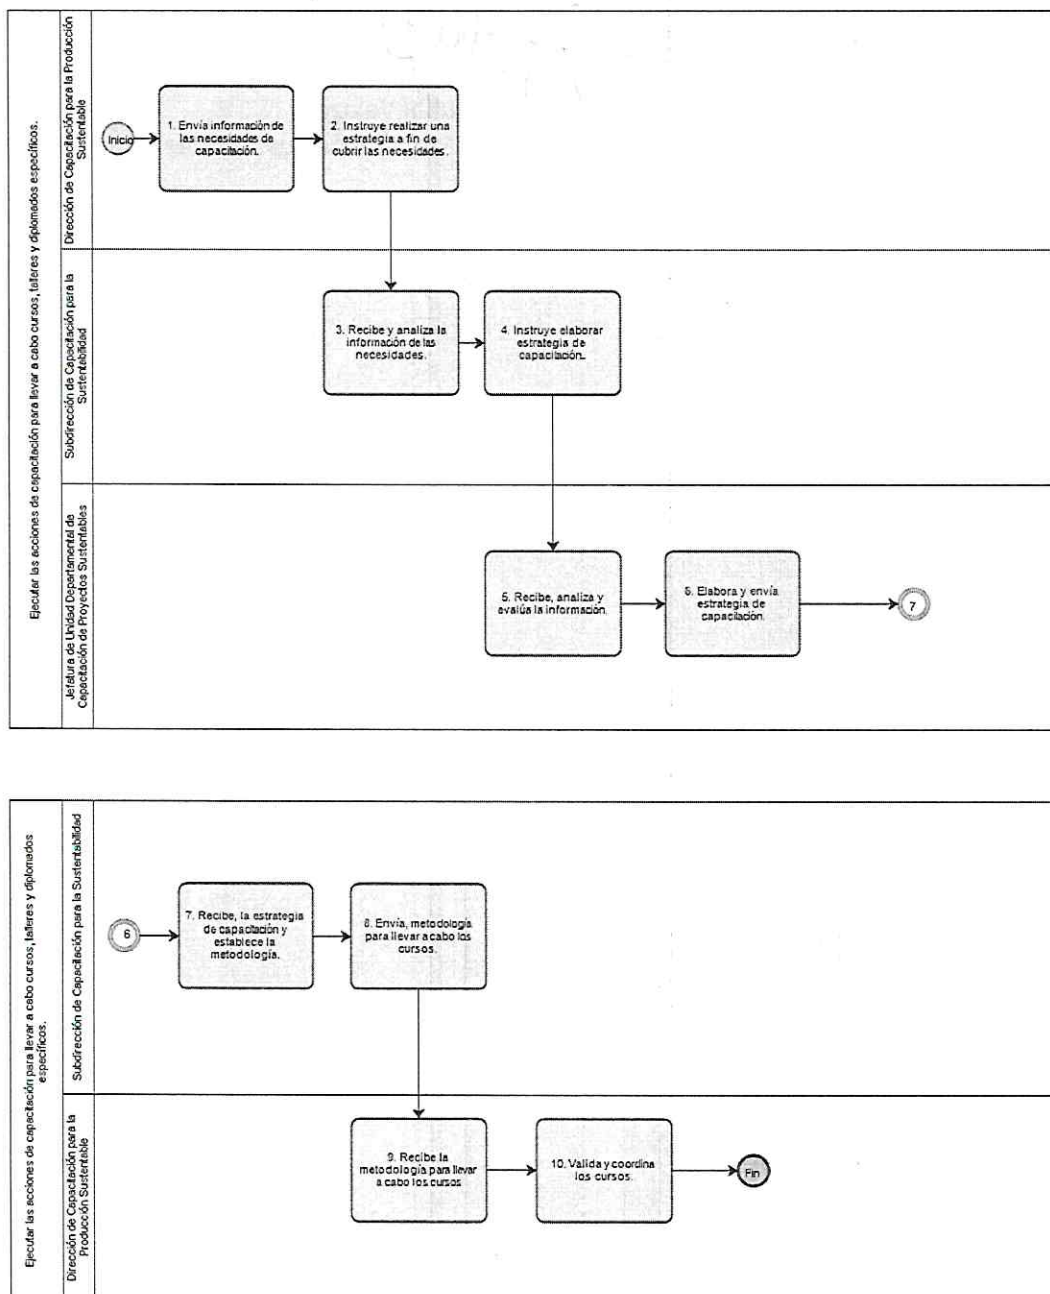 Ejecutar las acciones de capacitación para llevar a cabo cursos, talleres y diplomados específicos.
Dirección de Capacitación para la Producción
Sustentable
Inicio
1. Envía información de
las necesidades de
capacitación.
2. Instruye realizar una
estrategia a fin de
cubrir las necesidades.
Subdirección de Capacitación para la
Sustentabilidad
3. Recibe y analiza la
información de las
necesidades.
4. Instruye elaborar
estrategia de
capacitación.
Jefatura de Unidad Departamental de
Capacitación de Proyectos Sustentables
5. Recibe, analiza y
evalúa la información.
6. Elabora y envía
estrategia de
capacitación.
7
Ejecutar las acciones de capacitación para llevar a cabo cursos, talleres y diplomados
específicos.
Subdirección de Capacitación para la Sustentabilidad
6
7. Recibe, la estrategia
de capacitación y
establece la
metodología.
8. Envía, metodología
para llevar a cabo los
cursos.
Dirección de Capacitación para la
Producción Sustentable
9. Recibe la
metodología para llevar
a cabo los cursos
10. Valida y coordina
los cursos.
Fin